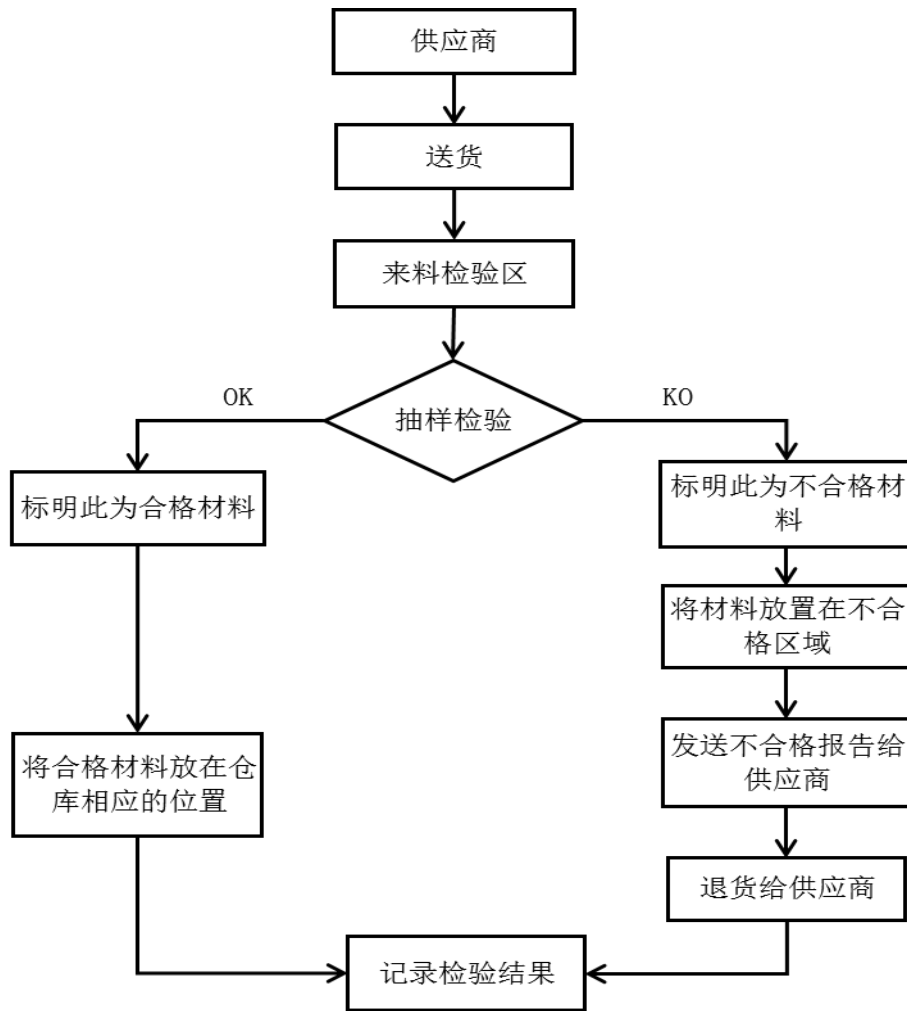 供应商
送货
来料检验区
OK
KO
抽样检验
标明此为合格材料
标明此为不合格材
料
将材料放置在不合
格区域
将合格材料放在仓
库相应的位置
发送不合格报告给
供应商
退货给供应商
记录检验结果